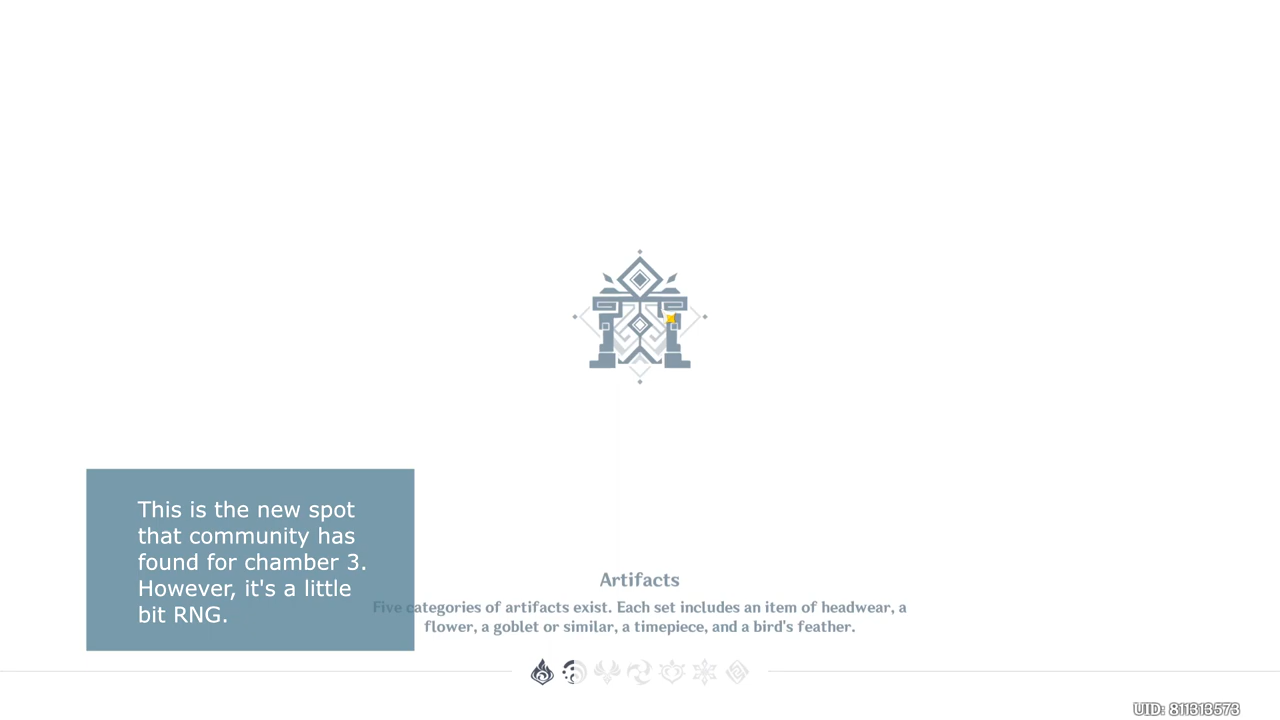 This is the new spot
that community has
found for chamber 3.
However, it's a little
bit RNG.
Artifacts
Five categories of artifacts exist. Each set includes an item of headwear, a
flower, a goblet or similar, a timepiece, and a bird's feather.
UID: 811313573